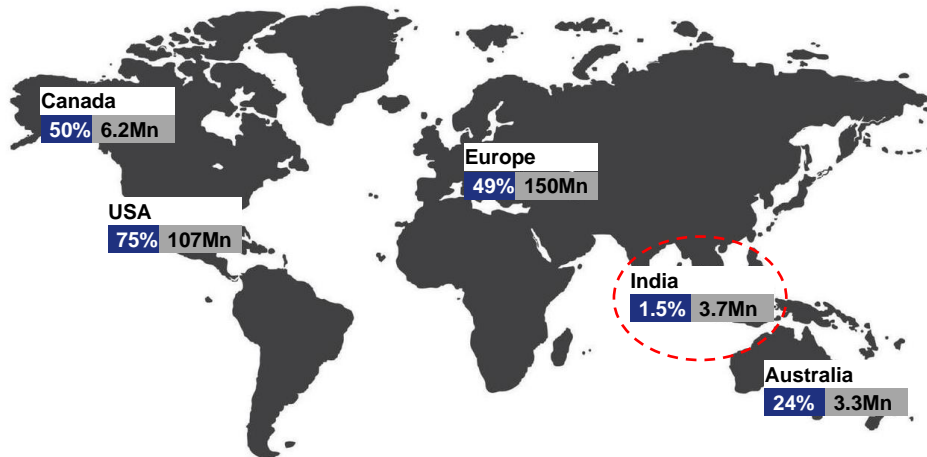 Canada
50% 6.2Mn
Europe
49% 150Mn
USA
75% 107Mn
India
1.5% 3.7Mn
Australia
24% 3.3Mn